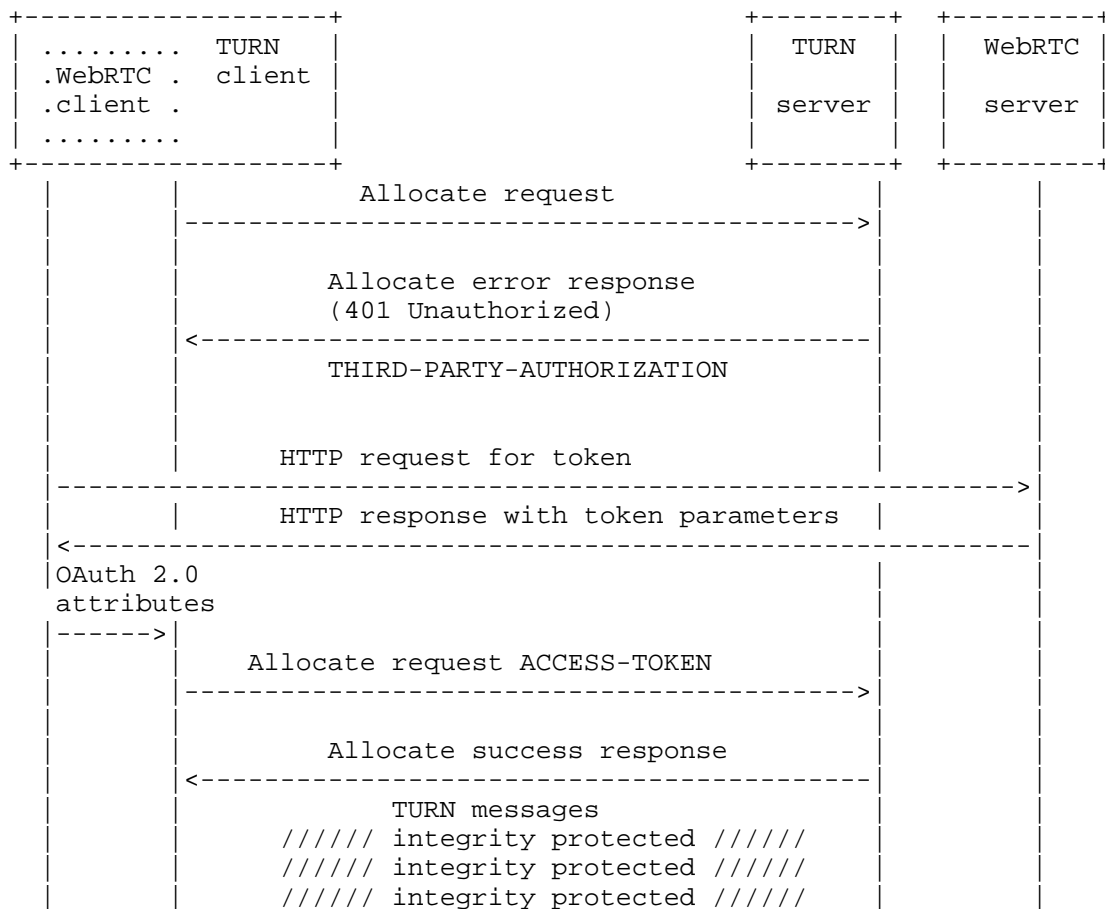 +-------------------+                         +--------+  +---------+
| ......... TURN    |                         |  TURN  |  |  WebRTC |
| .WebRTC . client  |                         |        |  |         |
| .client .         |                         | server |  |  server |
| .........         |                         |        |  |         |
+-------------------+                         +--------+  +---------+
  |       |           Allocate request                |         |
  |       |------------------------------------------>|         |
  |       |                                           |         |
  |       |         Allocate error response           |         |
  |       |         (401 Unauthorized)                |         |
  |       |<------------------------------------------|         |
  |       |         THIRD-PARTY-AUTHORIZATION         |         |
  |       |                                           |         |
  |       |                                           |         |
  |       |      HTTP request for token               |         |
  |------------------------------------------------------------>|
  |       |      HTTP response with token parameters  |         |
  |<------------------------------------------------------------|
  |OAuth 2.0                                          |         |
   attributes                                         |         |
  |------>|                                           |         |
  |       |    Allocate request ACCESS-TOKEN          |         |
  |       |------------------------------------------>|         |
  |       |                                           |         |
  |       |         Allocate success response         |         |
  |       |<------------------------------------------|         |
  |       |             TURN messages                 |         |
  |       |      ////// integrity protected //////    |         |
  |       |      ////// integrity protected //////    |         |
  |       |      ////// integrity protected //////    |         |